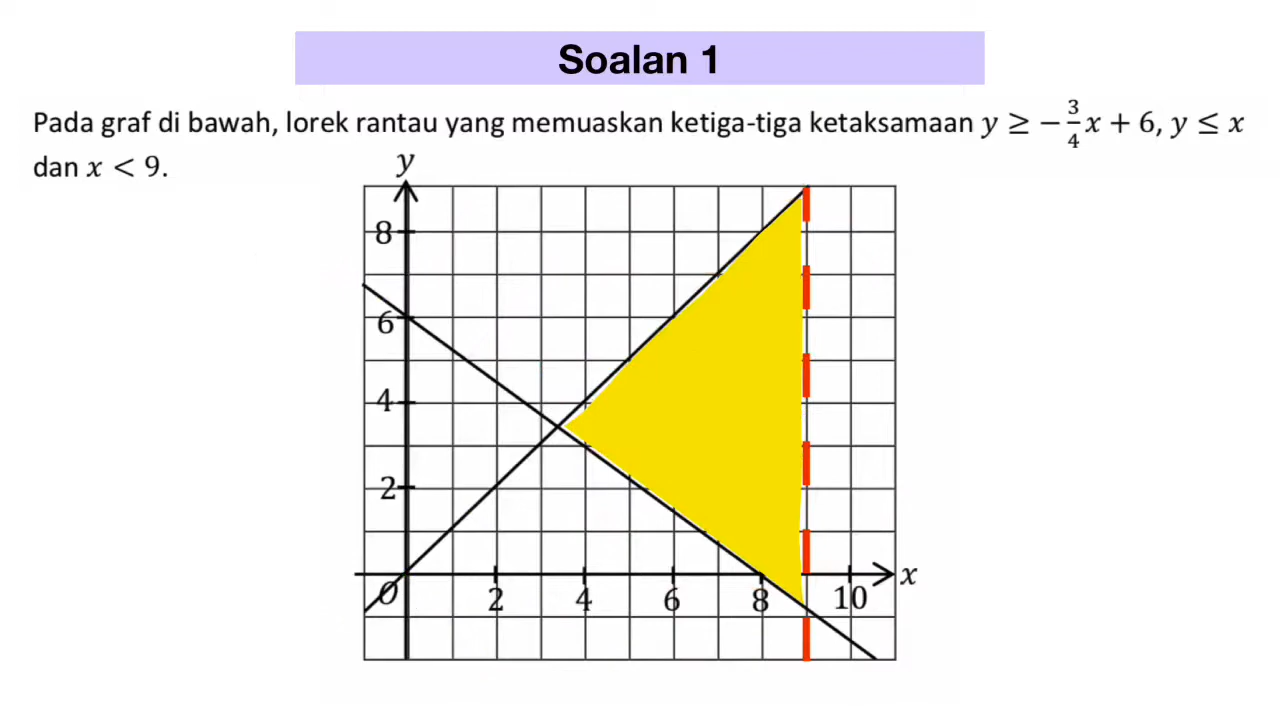 Soalan 1
Pada graf di bawah, lorek rantau yang memuaskan ketiga-tiga ketaksamaan y ≥ −3/4x + 6, y ≤ x
dan x < 9.
y
8
6
4
2
O 2 4 6 8 10 x